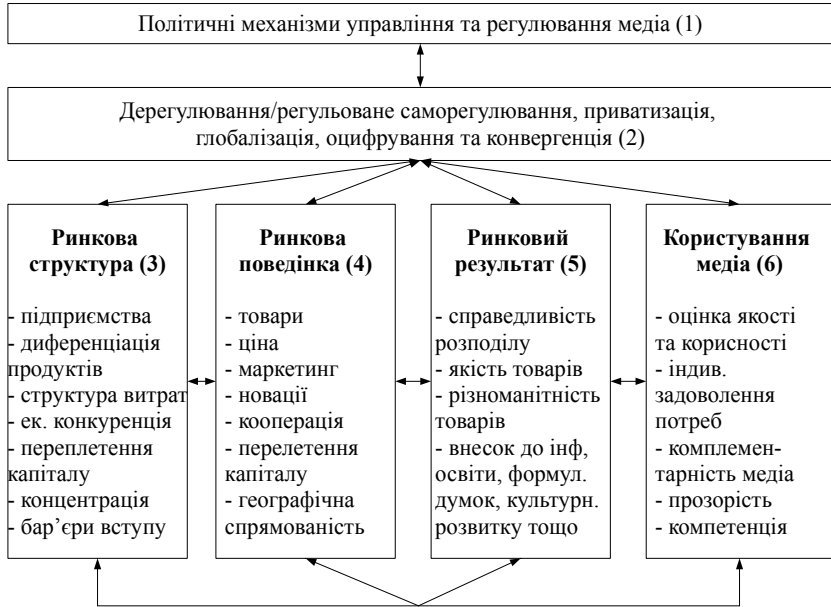 Політичні механізми управління та регулювання медіа (1)
Дерегулювання/регульоване саморегулювання, приватизація,
глобалізація, оцифрування та конвергенція (2)
Ринкова
структура (3)
- підприємства
- диференціація
продуктів
- структура витрат
- ек. конкуренція
- переплетення
капіталу
- концентрація
- бар’єри вступу
Ринкова
поведінка (4)
- товари
- ціна
- маркетинг
- новації
- кооперація
- перелетення
капіталу
- географічна
спрямованість
Ринковий
результат (5)
- справедливість
розподілу
- якість товарів
- різноманітність
товарів
- внесок до інф,
освіти, формул.
думок, культурн.
розвитку тощо
Користування
медіа (6)
- оцінка якості
та корисності
- індив.
задоволення
потреб
- комплемен-
тарність медіа
- прозорість
- компетенція